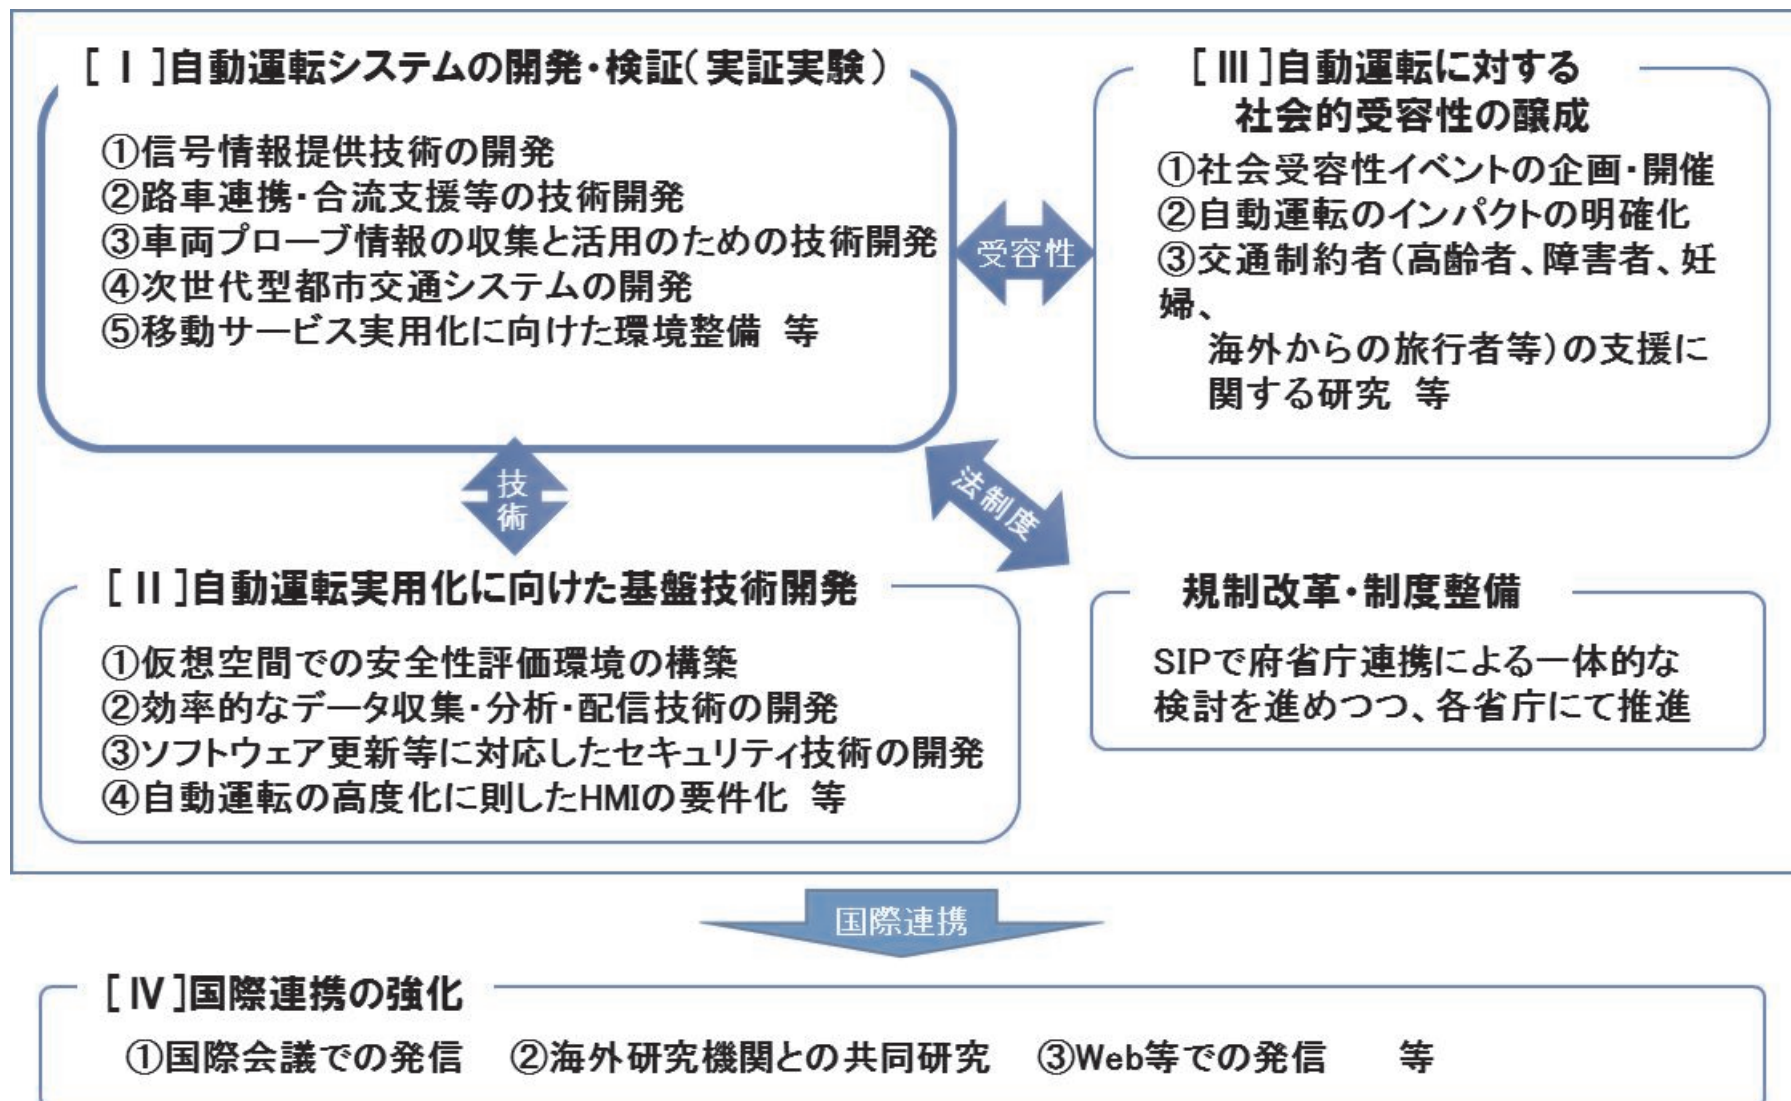 [Ⅰ]自動運転システムの開発・検証(実証実験)
①信号情報提供技術の開発
②路車連携・合流支援等の技術開発
③車両プローブ情報の収集と活用のための技術開発
④次世代型都市交通システムの開発
⑤移動サービス実用化に向けた環境整備 等
受容性
[Ⅲ]自動運転に対する
社会的受容性の醸成
①社会受容性イベントの企画・開催
②自動運転のインパクトの明確化
③交通制約者(高齢者、障害者、妊
婦、
海外からの旅行者等)の支援に
関する研究 等
技
術
法制度
[Ⅱ]自動運転実用化に向けた基盤技術開発
①仮想空間での安全性評価環境の構築
②効率的なデータ収集・分析・配信技術の開発
③ソフトウェア更新等に対応したセキュリティ技術の開発
④自動運転の高度化に則したHMIの要件化 等
規制改革・制度整備
SIPで府省庁連携による一体的な
検討を進めつつ、各省庁にて推進
国際連携
[Ⅳ]国際連携の強化
①国際会議での発信 ②海外研究機関との共同研究 ③Web等での発信 等